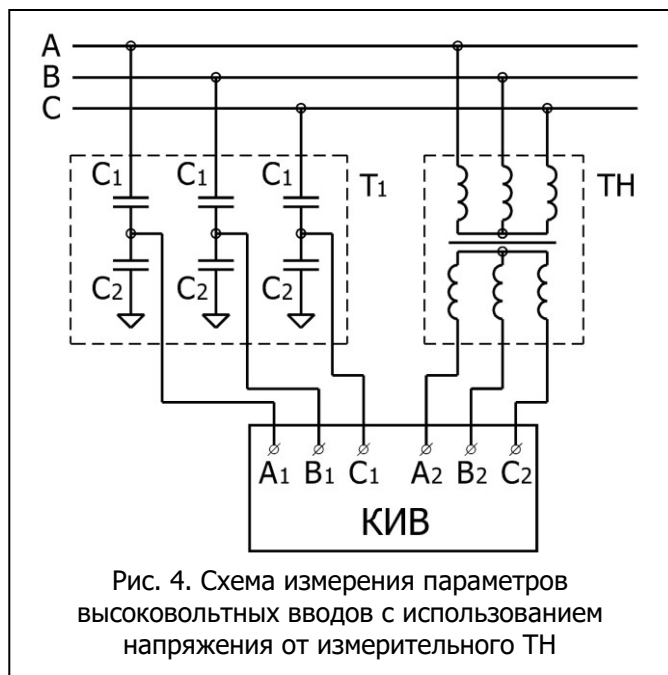 A
B
C
C1 C1 C1 T1 TH
C2 C2 C2
A1 B1 C1 A2 B2 C2
КИВ
Рис. 4. Схема измерения параметров
высоковольтных вводов с использованием
напряжения от измерительного ТН